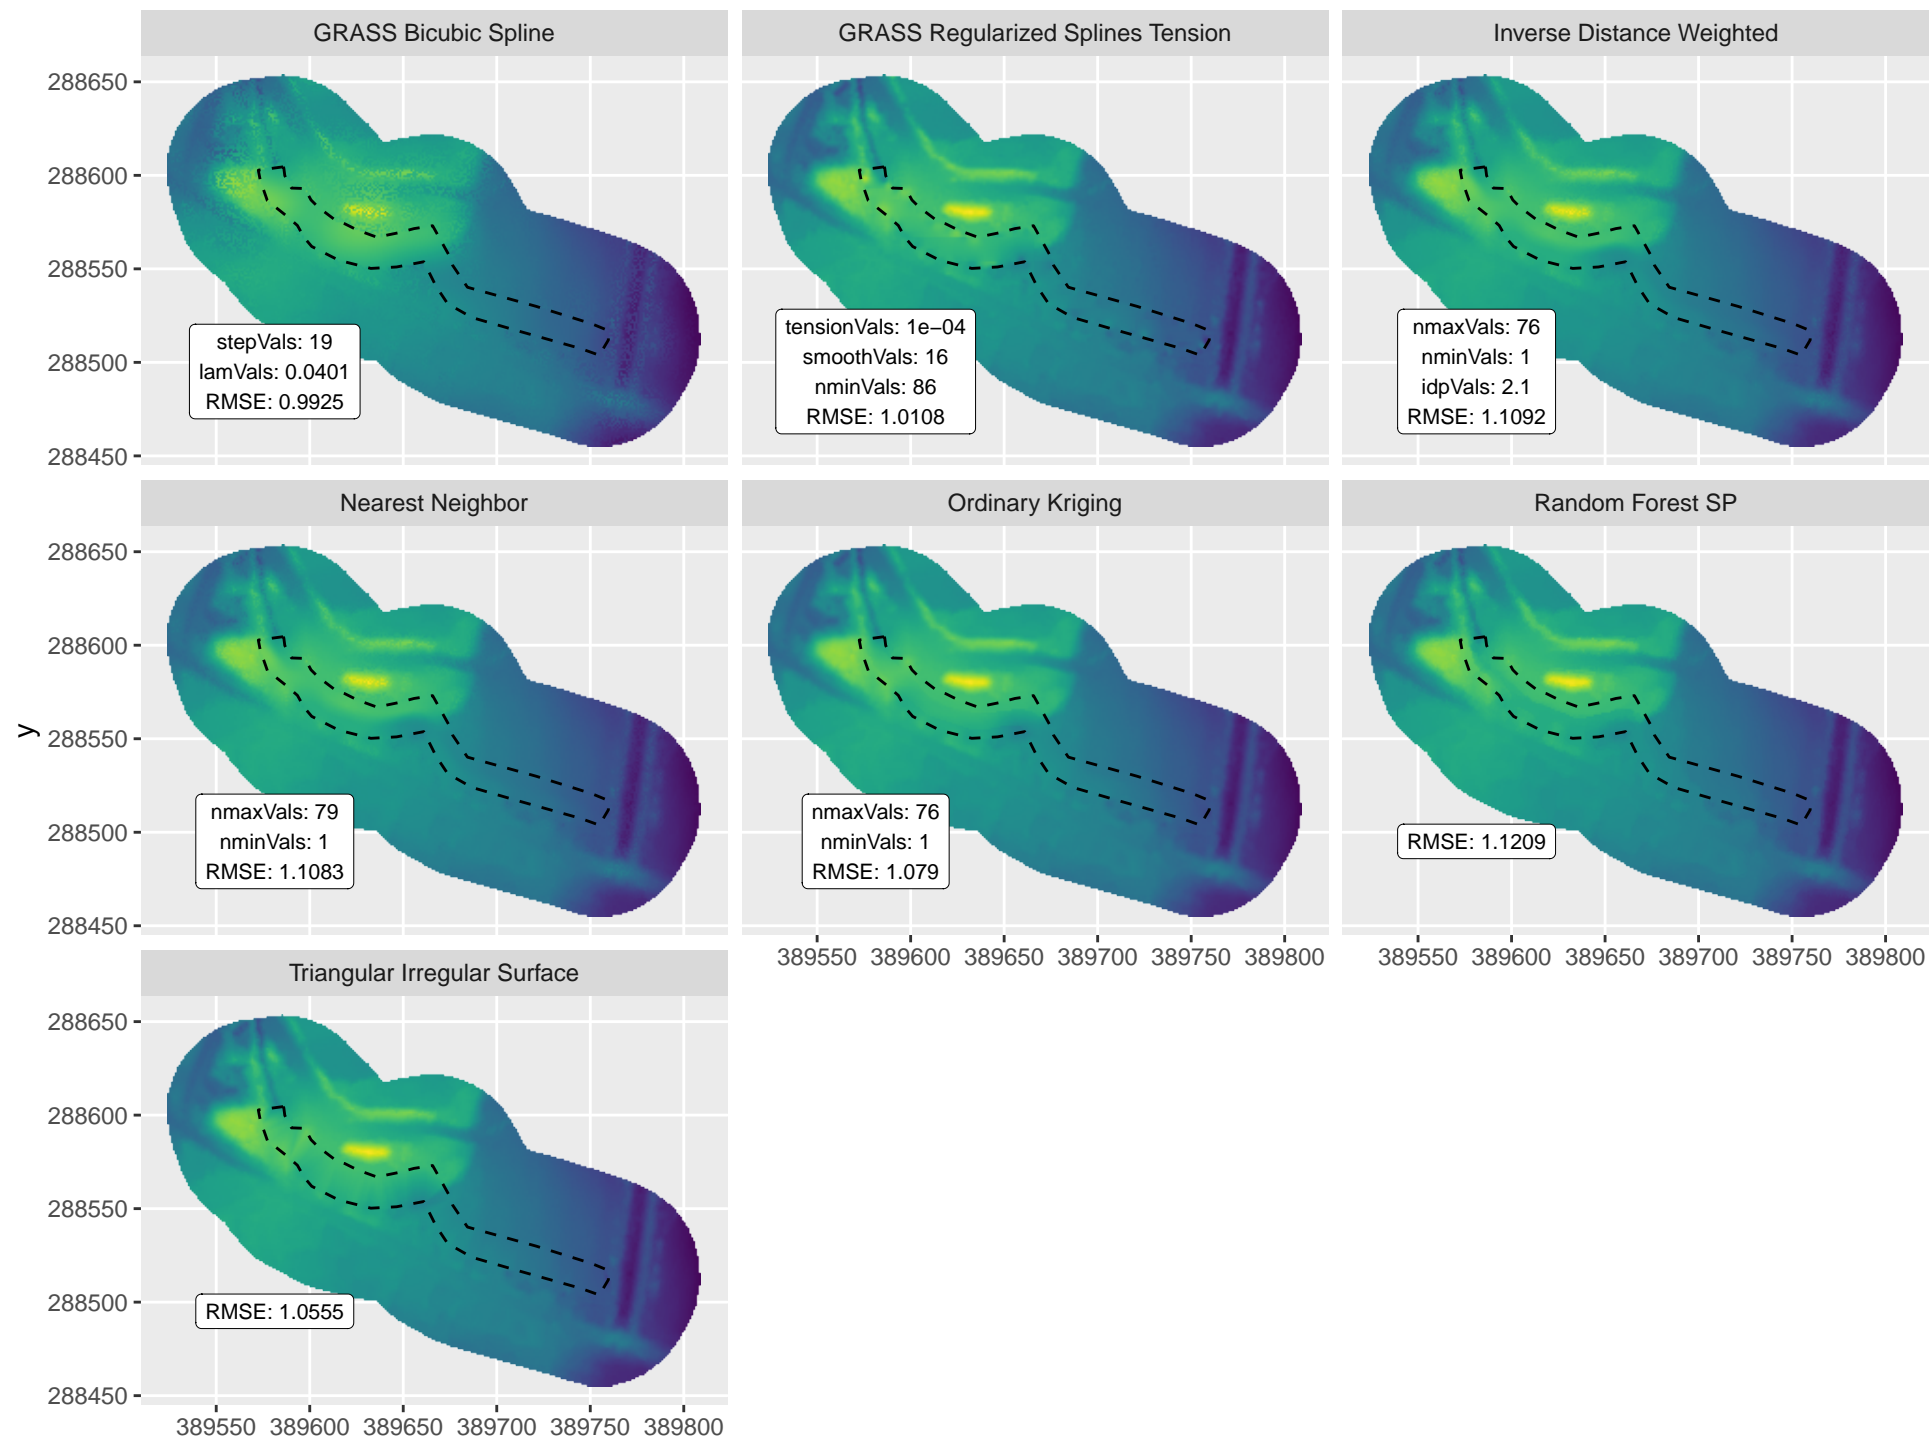 GRASS Bicubic Spline
GRASS Regularized Splines Tension
Inverse Distance Weighted
288650
288600
288550
288500
288450
stepVals: 19
lamVals: 0.0401
RMSE: 0.9925
tensionVals: 1e−04
smoothVals: 16
nminVals: 86
RMSE: 1.0108
nmaxVals: 76
nminVals: 1
idpVals: 2.1
RMSE: 1.1092
Nearest Neighbor
Ordinary Kriging
Random Forest SP
288650
288600
288550
288500
288450
y
nmaxVals: 79
nminVals: 1
RMSE: 1.1083
nmaxVals: 76
nminVals: 1
RMSE: 1.079
RMSE: 1.1209
389550 389600 389650 389700 389750 389800
389550 389600 389650 389700 389750 389800
Triangular Irregular Surface
288650
288600
288550
288500
288450
RMSE: 1.0555
389550 389600 389650 389700 389750 389800